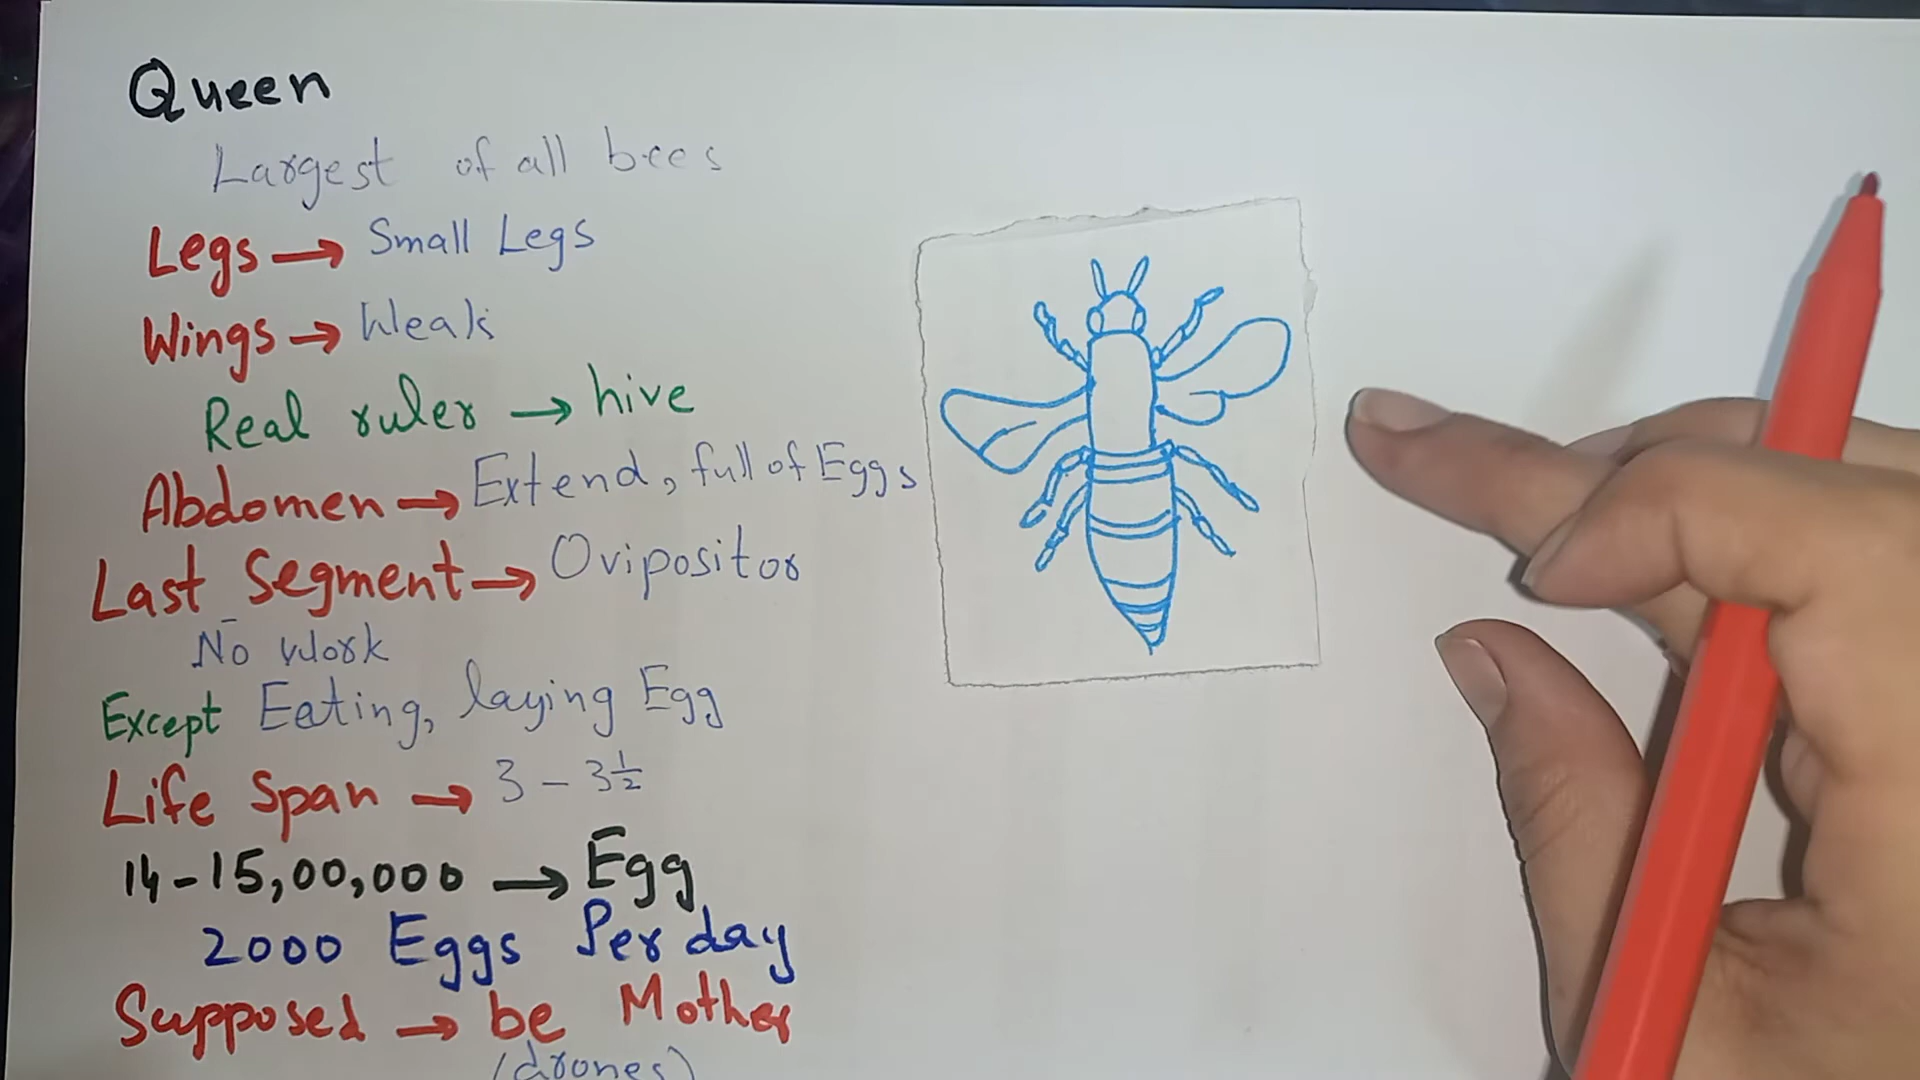 Queen
Largest of all bees
Legs → Small Legs
Wings → Weak
Real ruler → hive
Abdomen → Extend, full of Eggs
Last Segment → Ovipositor
No work
Except Eating, laying Egg
Life Span → 3 - 3½
14-15,00,000 → Egg
2000 Eggs Per day
Supposed → be Mother
(drones)